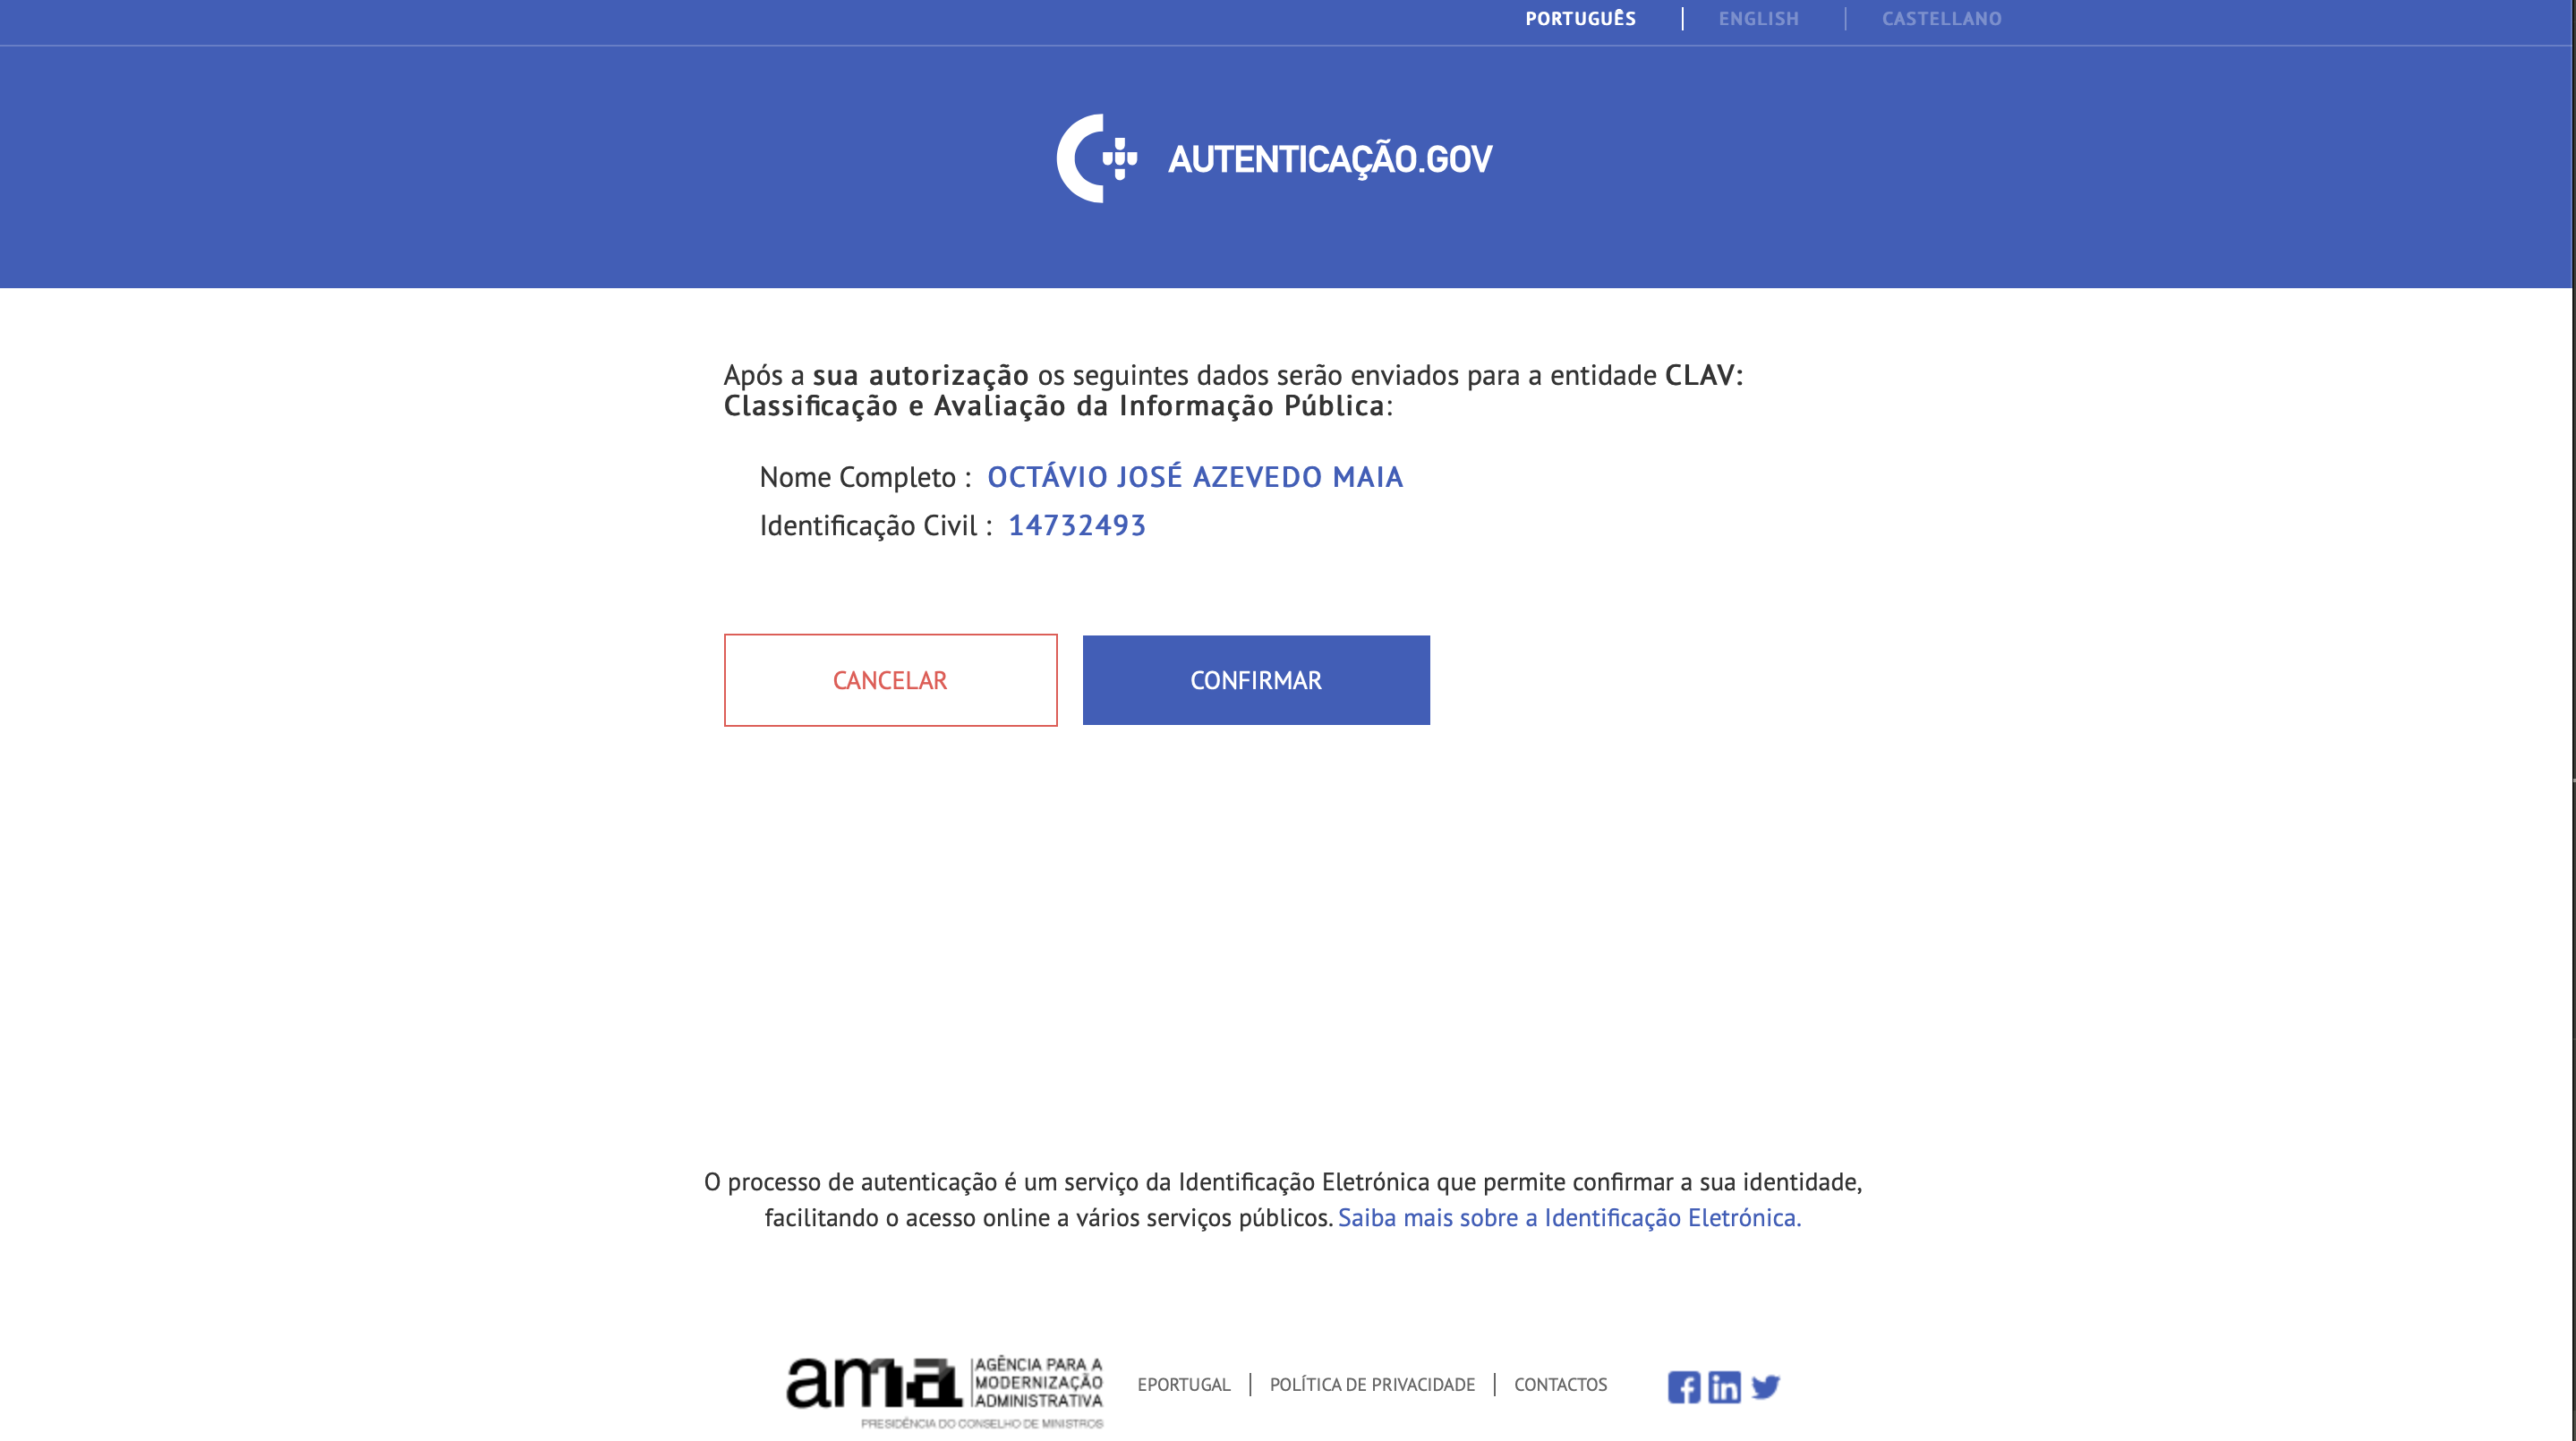 PORTUGUÊS | ENGLISH | CASTELLANO
AUTENTICAÇÃO.GOV
Após a sua autorização os seguintes dados serão enviados para a entidade CLAV:
Classificação e Avaliação da Informação Pública:
Nome Completo : OCTÁVIO JOSÉ AZEVEDO MAIA
Identificação Civil : 14732493
CANCELAR CONFIRMAR
O processo de autenticação é um serviço da Identificação Eletrónica que permite confirmar a sua identidade,
facilitando o acesso online a vários serviços públicos. Saiba mais sobre a Identificação Eletrónica.
ama
AGÊNCIA PARA A
MODERNIZAÇÃO
ADMINISTRATIVA
PRESIDÊNCIA DO CONSELHO DE MINISTROS
EPORTUGAL | POLÍTICA DE PRIVACIDADE | CONTACTOS